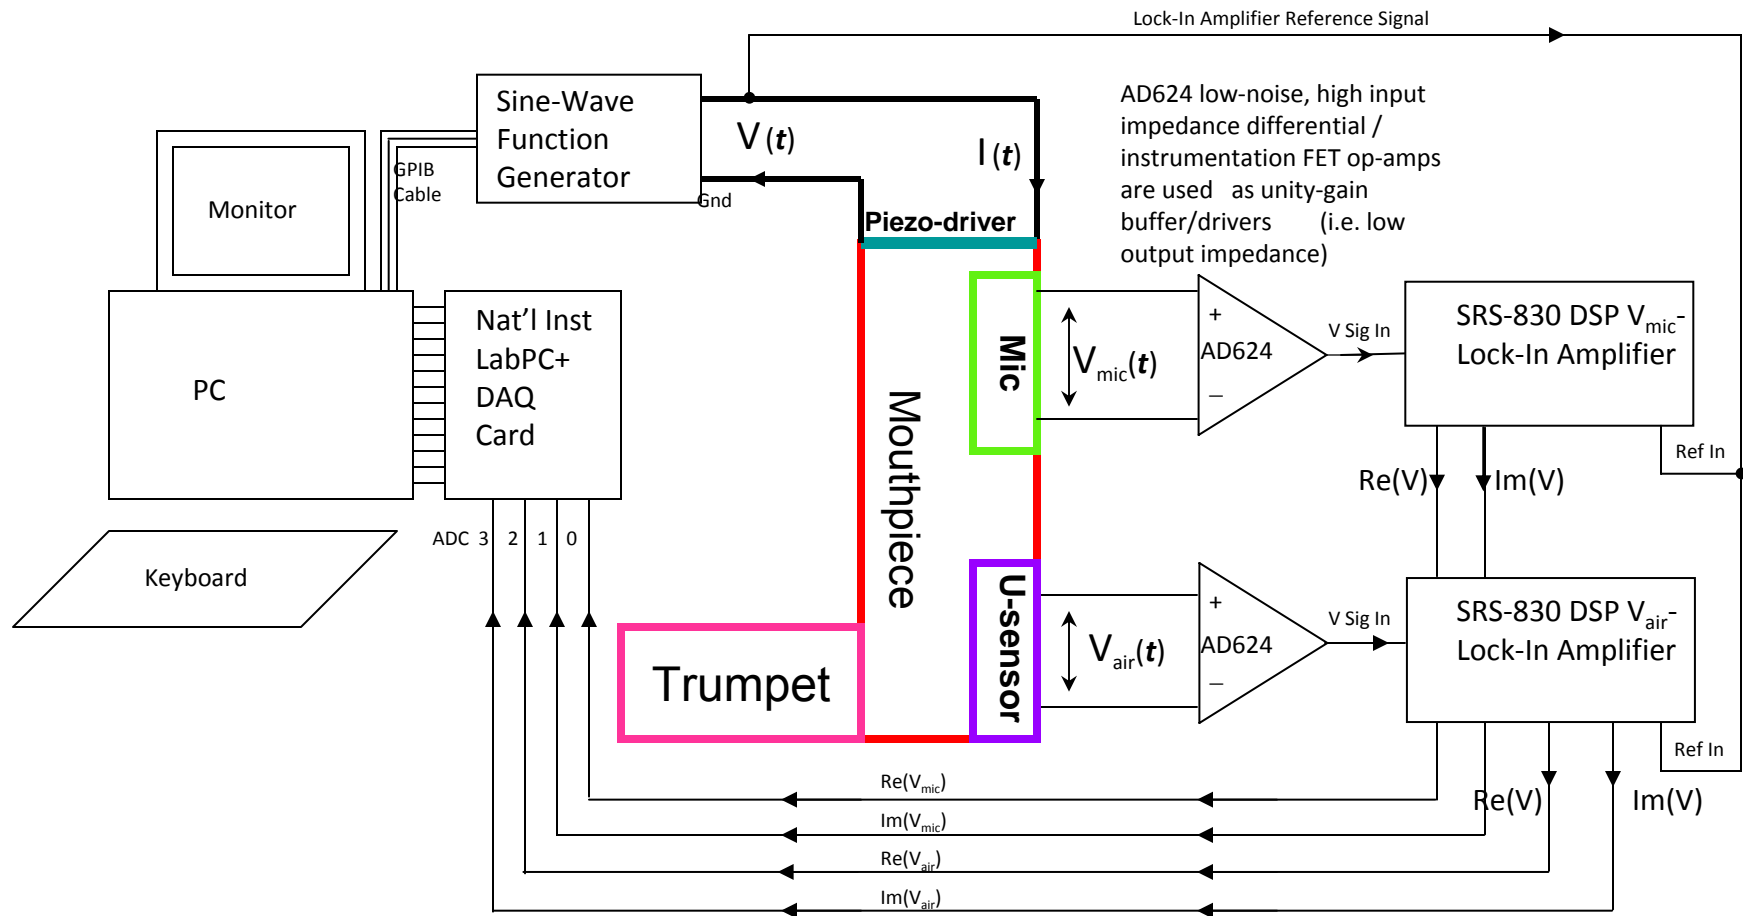 Lock-In Amplifier Reference Signal
Sine-Wave
Function
Generator
V (t)
I (t)
Gnd
GPIB
Cable
Monitor
PC
Keyboard
Nat'l Inst
LabPC+
DAQ
Card
ADC 3 2 1 0
Piezo-driver
Mic
Mouthpiece
U-sensor
Trumpet
AD624 low-noise, high input
impedance differential /
instrumentation FET op-amps
are used as unity-gain
buffer/drivers (i.e. low
output impedance)
Vmic(t)
+
AD624
−
V Sig In
SRS-830 DSP Vmic-
Lock-In Amplifier
Ref In
Re(V)
Im(V)
Vair(t)
+
AD624
−
V Sig In
SRS-830 DSP Vair-
Lock-In Amplifier
Ref In
Re(V)
Im(V)
Re(Vmic)
Im(Vmic)
Re(Vair)
Im(Vair)